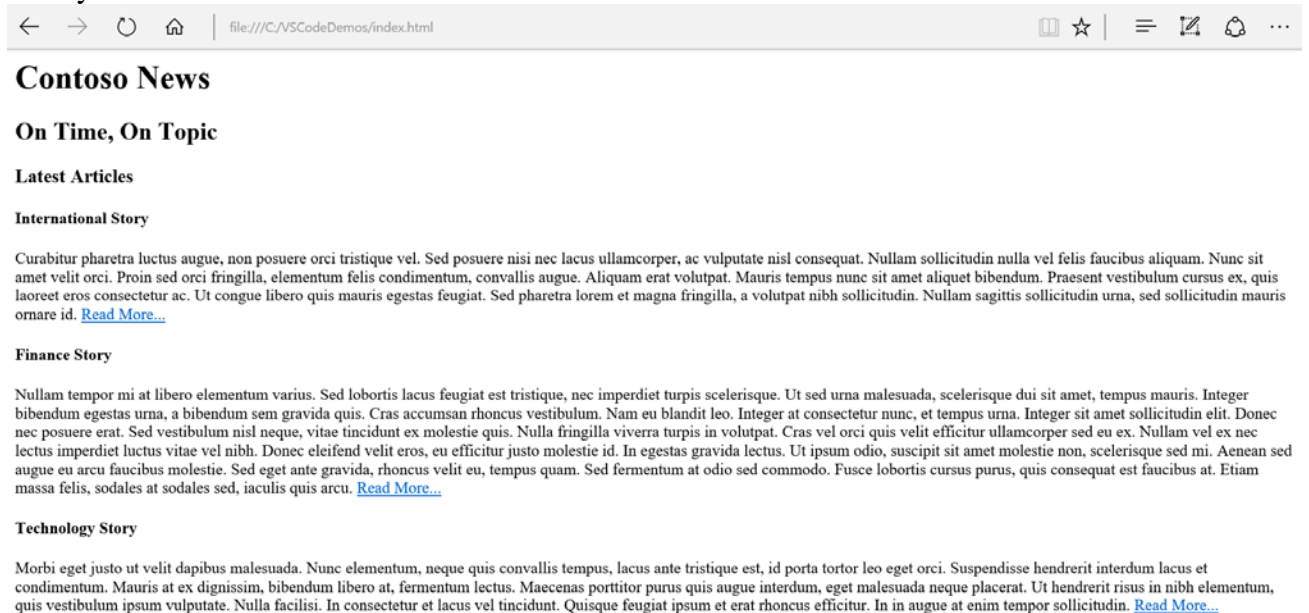 file:///C:/VSCodeDemos/index.html
Contoso News
On Time, On Topic
Latest Articles
International Story
Curabitur pharetra luctus augue, non posuere orci tristique vel. Sed posuere nisi nec lacus ullamcorper, ac vulputate nisl consequat. Nullam sollicitudin nulla vel felis faucibus aliquam. Nunc sit
amet velit orci. Proin sed orci fringilla, elementum felis condimentum, convallis augue. Aliquam erat volutpat. Mauris tempus nunc sit amet aliquet bibendum. Praesent vestibulum cursus ex, quis
laoreet eros consectetur ac. Ut congue libero quis mauris egestas feugiat. Sed pharetra lorem et magna fringilla, a volutpat nibh sollicitudin. Nullam sagittis sollicitudin urna, sed sollicitudin mauris
ornare id. Read More...
Finance Story
Nullam tempor mi at libero elementum varius. Sed lobortis lacus feugiat est tristique, nec imperdiet turpis scelerisque. Ut sed urna malesuada, scelerisque dui sit amet, tempus mauris. Integer
bibendum egestas urna, a bibendum sem gravida quis. Cras accumsan rhoncus vestibulum. Nam eu blandit leo. Integer at consectetur nunc, et tempus urna. Integer sit amet sollicitudin elit. Donec
nec posuere erat. Sed vestibulum nisl neque, vitae tincidunt ex molestie quis. Nulla fringilla viverra turpis in volutpat. Cras vel orci quis velit efficitur ullamcorper sed eu ex. Nullam vel ex nec
lectus imperdiet luctus vitae vel nibh. Donec eleifend velit eros, eu efficitur justo molestie id. In egestas gravida lectus. Ut ipsum odio, suscipit sit amet molestie non, scelerisque sed mi. Aenean sed
augue eu arcu faucibus molestie. Sed eget ante gravida, rhoncus velit eu, tempus quam. Sed fermentum at odio sed commodo. Fusce lobortis cursus purus, quis consequat est faucibus at. Etiam
massa felis, sodales at sodales sed, iaculis quis arcu. Read More...
Technology Story
Morbi eget justo ut velit dapibus malesuada. Nunc elementum, neque quis convallis tempus, lacus ante tristique est, id porta tortor leo eget orci. Suspendisse hendrerit interdum lacus et
condimentum. Mauris at ex dignissim, bibendum libero at, fermentum lectus. Maecenas porttitor purus quis augue interdum, eget malesuada neque placerat. Ut hendrerit risus in nibh elementum,
quis vestibulum ipsum vulputate. Nulla facilisi. In consectetur et lacus vel tincidunt. Quisque feugiat ipsum et erat rhoncus efficitur. In in augue at enim tempor sollicitudin. Read More...